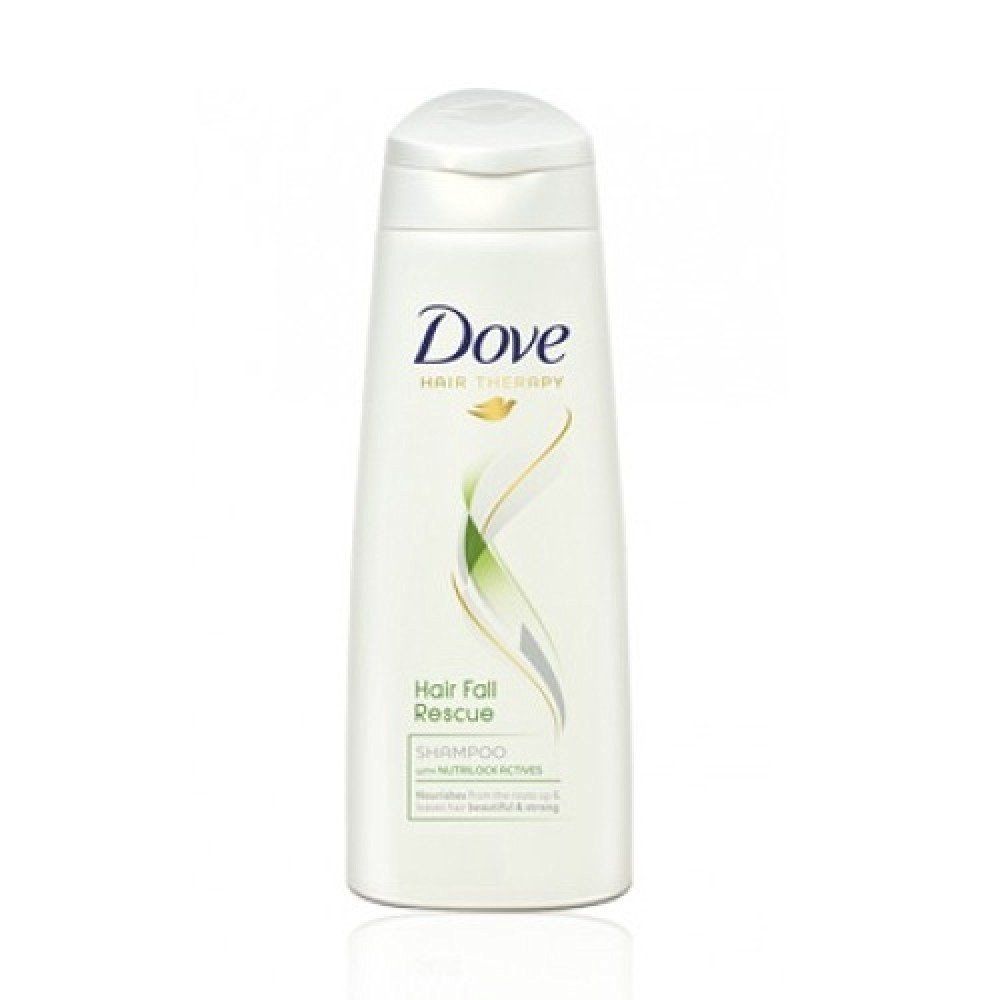 Dove
HAIR THERAPY
Hair Fall
Rescue
SHAMPOO
with NUTRILOCK ACTIVES
Nourishes from the roots up &
leaves hair beautiful & strong